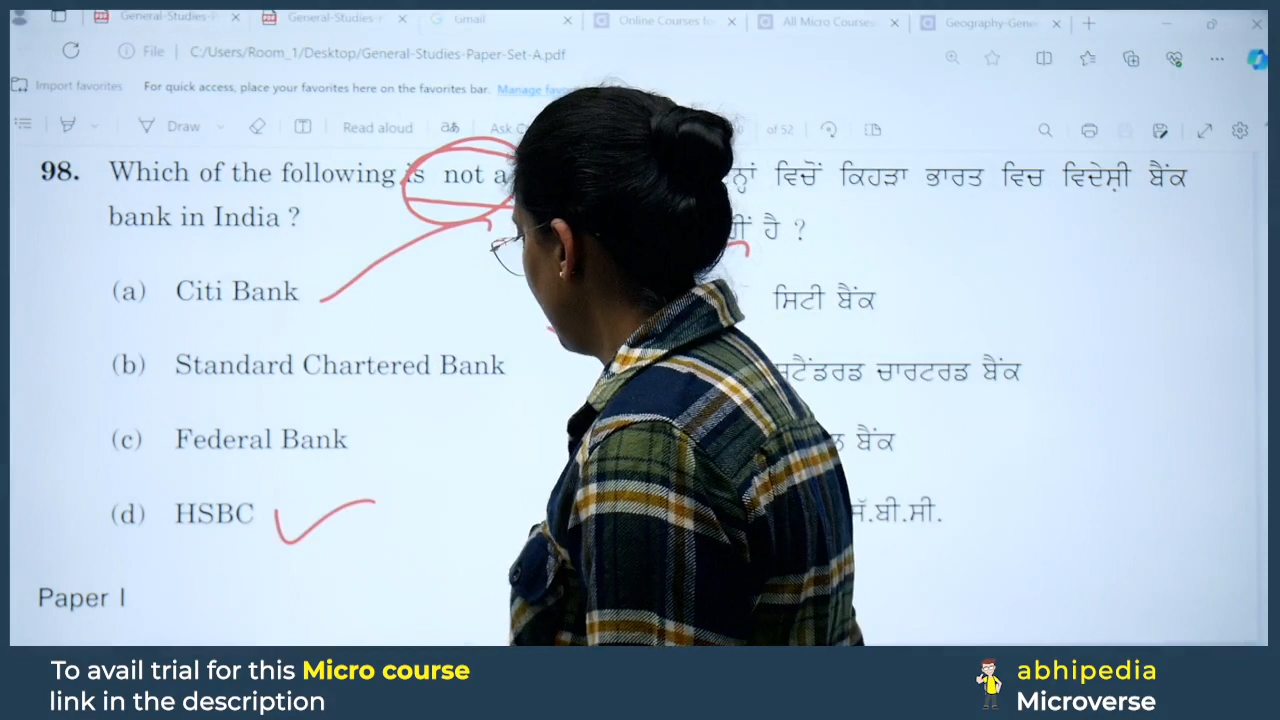 General-Studies-
General-Studies-
Gmail
Online Courses fo
All Micro Courses
Geography-Gene
File C:/Users/Room_1/Desktop/General-Studies-Paper-Set-A.pdf
Import favorites For quick access, place your favorites here on the favorites bar. Manage favo
Draw Read aloud Ask of 52
98. Which of the following is not a
bank in India ?
(a) Citi Bank
(b) Standard Chartered Bank
(c) Federal Bank
(d) HSBC
ਵਿਚੋਂ ਕਿਹੜਾ ਭਾਰਤ ਵਿਚ ਵਿਦੇਸ਼ੀ ਬੈਂਕ
ਹੈ ?
ਸਿਟੀ ਬੈਂਕ
ਸਟੈਂਡਰਡ ਚਾਰਟਰਡ ਬੈਂਕ
ਬੈਂਕ
ਬੀ.ਸੀ.
Paper I
To avail trial for this Micro course
link in the description
abhipedia
Microverse